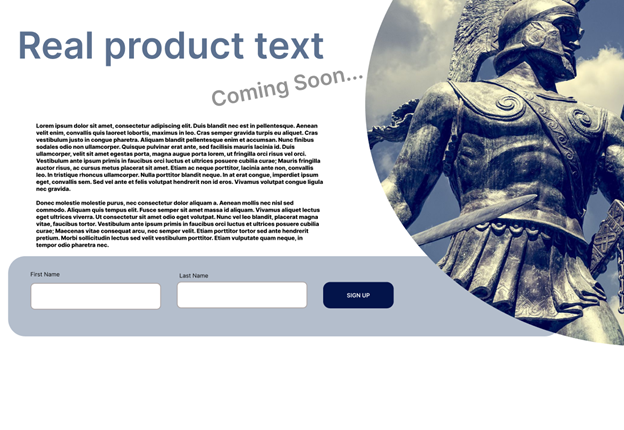 Real product text
Coming Soon...
Lorem ipsum dolor sit amet, consectetur adipiscing elit. Duis blandit nec est in pellentesque. Aenean
velit enim, convallis quis laoreet lobortis, maximus in leo. Cras semper gravida turpis eu aliquet. Cras
vestibulum justo in congue mattis. Aliquam blandit pellentesque enim et accumsan. Nunc finibus
sodales odio non ullamcorper. Quisque pulvinar erat ante, sed facilisis mauris lacinia id. Duis
ullamcorper, velit sit amet egestas porta, magna augue porta lorem, ut fringilla orci risus vel orci.
Vestibulum ante ipsum primis in faucibus orci luctus et ultrices posuere cubilia curae; Mauris fringilla
auctor risus, ac cursus metus placerat sit amet. Etiam ac neque porttitor, lacinia ante non, convallis
leo. In tristique rhoncus ullamcorper. Nulla porttitor blandit neque. In at erat congue, imperdiet ipsum
eget, convallis sem. Sed vel ante et felis volutpat hendrerit non id eros. Vivamus volutpat congue ligula
nec gravida.
Donec molestie molestie purus, nec consectetur dolor aliquam a. Aenean mollis nec nisl sed
commodo. Aliquam quis tempus elit. Fusce semper sit amet massa id aliquam. Vivamus aliquet lectus
eget ultrices viverra. Ut consectetur sit amet odio eget volutpat. Nunc vel leo blandit, placerat magna
vitae, faucibus tortor. Vestibulum ante ipsum primis in faucibus orci luctus et ultrices posuere cubilia
curae; Maecenas vitae consequat arcu, nec semper velit. Etiam porttitor tortor sed ante hendrerit
pretium. Morbi sollicitudin lectus sed velit vestibulum porttitor. Etiam vulputate quam neque, in
tempor odio pharetra nec.
First Name
Last Name
SIGN UP